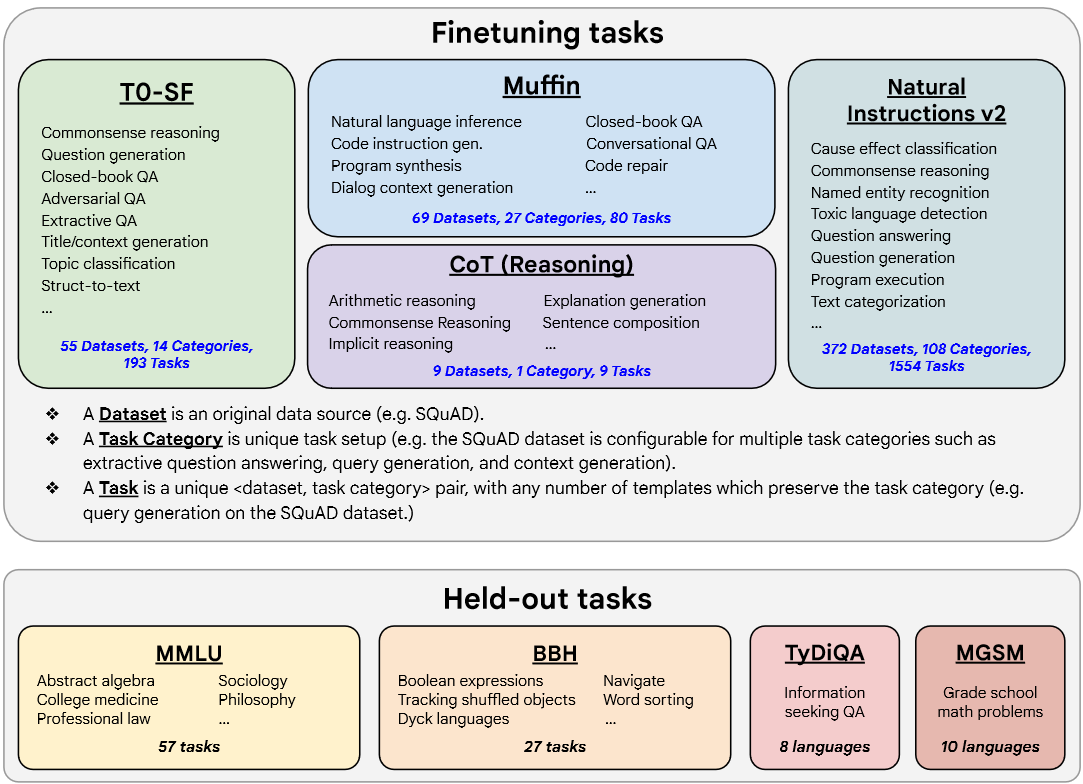 Finetuning tasks
T0-SF
Commonsense reasoning
Question generation
Closed-book QA
Adversarial QA
Extractive QA
Title/context generation
Topic classification
Struct-to-text
...
55 Datasets, 14 Categories,
193 Tasks
Muffin
Natural language inference
Code instruction gen.
Program synthesis
Dialog context generation
Closed-book QA
Conversational QA
Code repair
...
69 Datasets, 27 Categories, 80 Tasks
CoT (Reasoning)
Arithmetic reasoning
Commonsense Reasoning
Implicit reasoning
Explanation generation
Sentence composition
...
9 Datasets, 1 Category, 9 Tasks
Natural
Instructions v2
Cause effect classification
Commonsense reasoning
Named entity recognition
Toxic language detection
Question answering
Question generation
Program execution
Text categorization
...
372 Datasets, 108 Categories,
1554 Tasks
❖ A Dataset is an original data source (e.g. SQuAD).
❖ A Task Category is unique task setup (e.g. the SQuAD dataset is configurable for multiple task categories such as
extractive question answering, query generation, and context generation).
❖ A Task is a unique <dataset, task category> pair, with any number of templates which preserve the task category (e.g.
query generation on the SQuAD dataset.)
Held-out tasks
MMLU
Abstract algebra
College medicine
Professional law
Sociology
Philosophy
...
57 tasks
BBH
Boolean expressions
Tracking shuffled objects
Dyck languages
Navigate
Word sorting
...
27 tasks
TyDiQA
Information
seeking QA
8 languages
MGSM
Grade school
math problems
10 languages